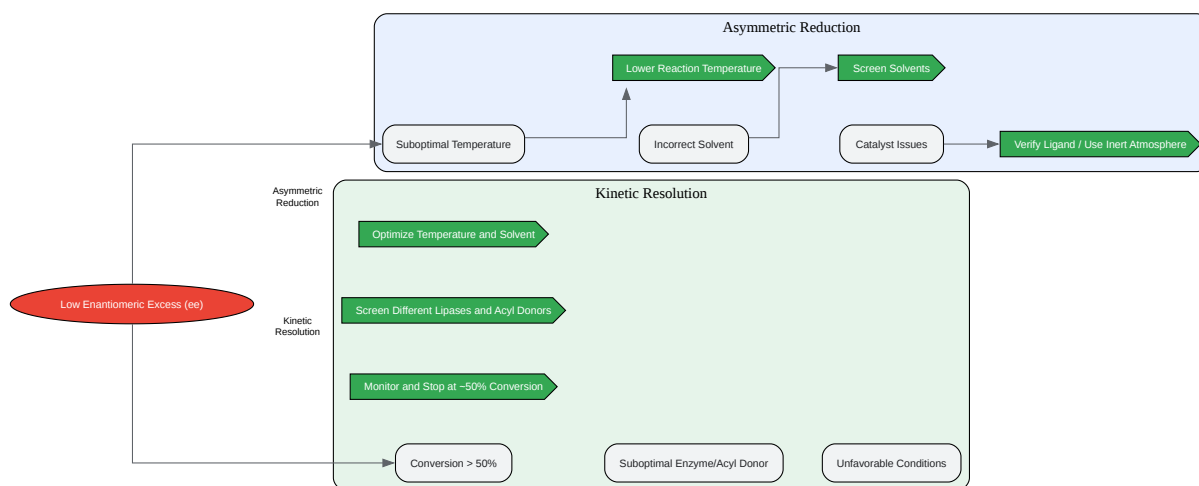 Asymmetric Reduction
Lower Reaction Temperature
Screen Solvents
Suboptimal Temperature
Incorrect Solvent
Catalyst Issues
Verify Ligand / Use Inert Atmosphere
Asymmetric
Reduction
Kinetic Resolution
Optimize Temperature and Solvent
Low Enantiomeric Excess (ee)
Screen Different Lipases and Acyl Donors
Kinetic
Resolution
Monitor and Stop at ~50% Conversion
Conversion > 50%
Suboptimal Enzyme/Acyl Donor
Unfavorable Conditions